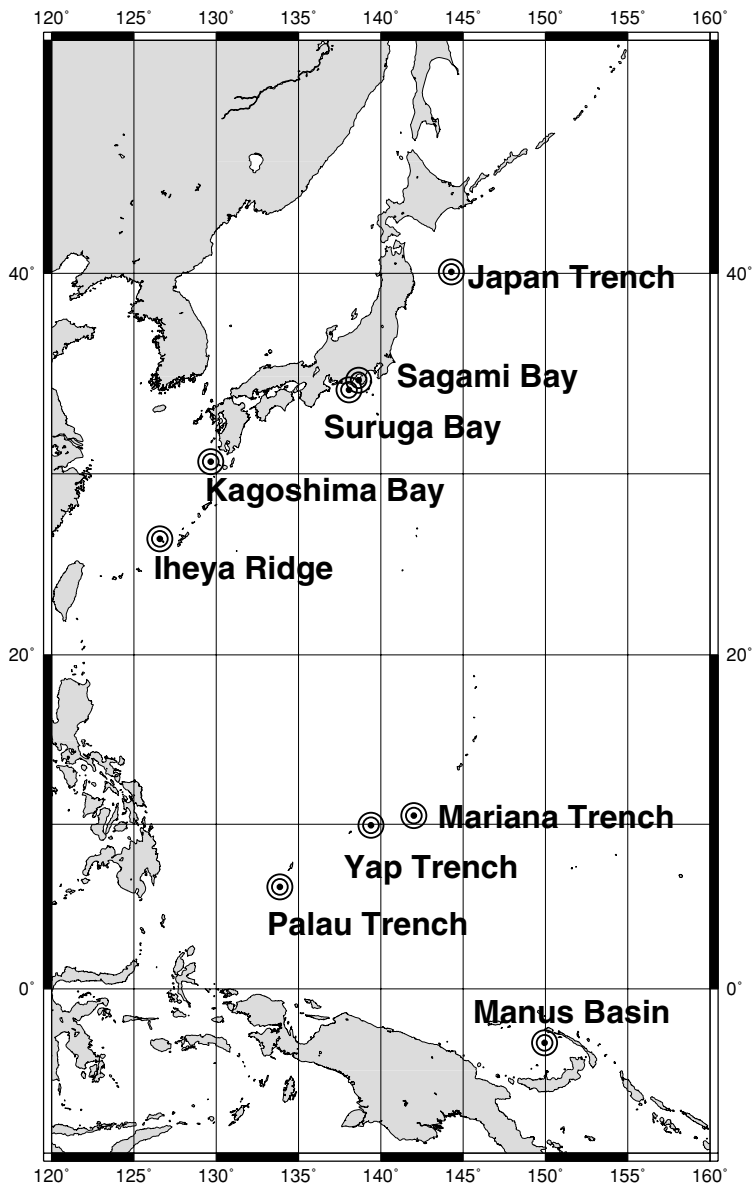 120° 125° 130° 135° 140° 145° 150° 155° 160°
40° Japan Trench 40°
Sagami Bay
Suruga Bay
Kagoshima Bay
Iheya Ridge
20° 20°
Mariana Trench
Yap Trench
Palau Trench
0° 0°
Manus Basin
120° 125° 130° 135° 140° 145° 150° 155° 160°